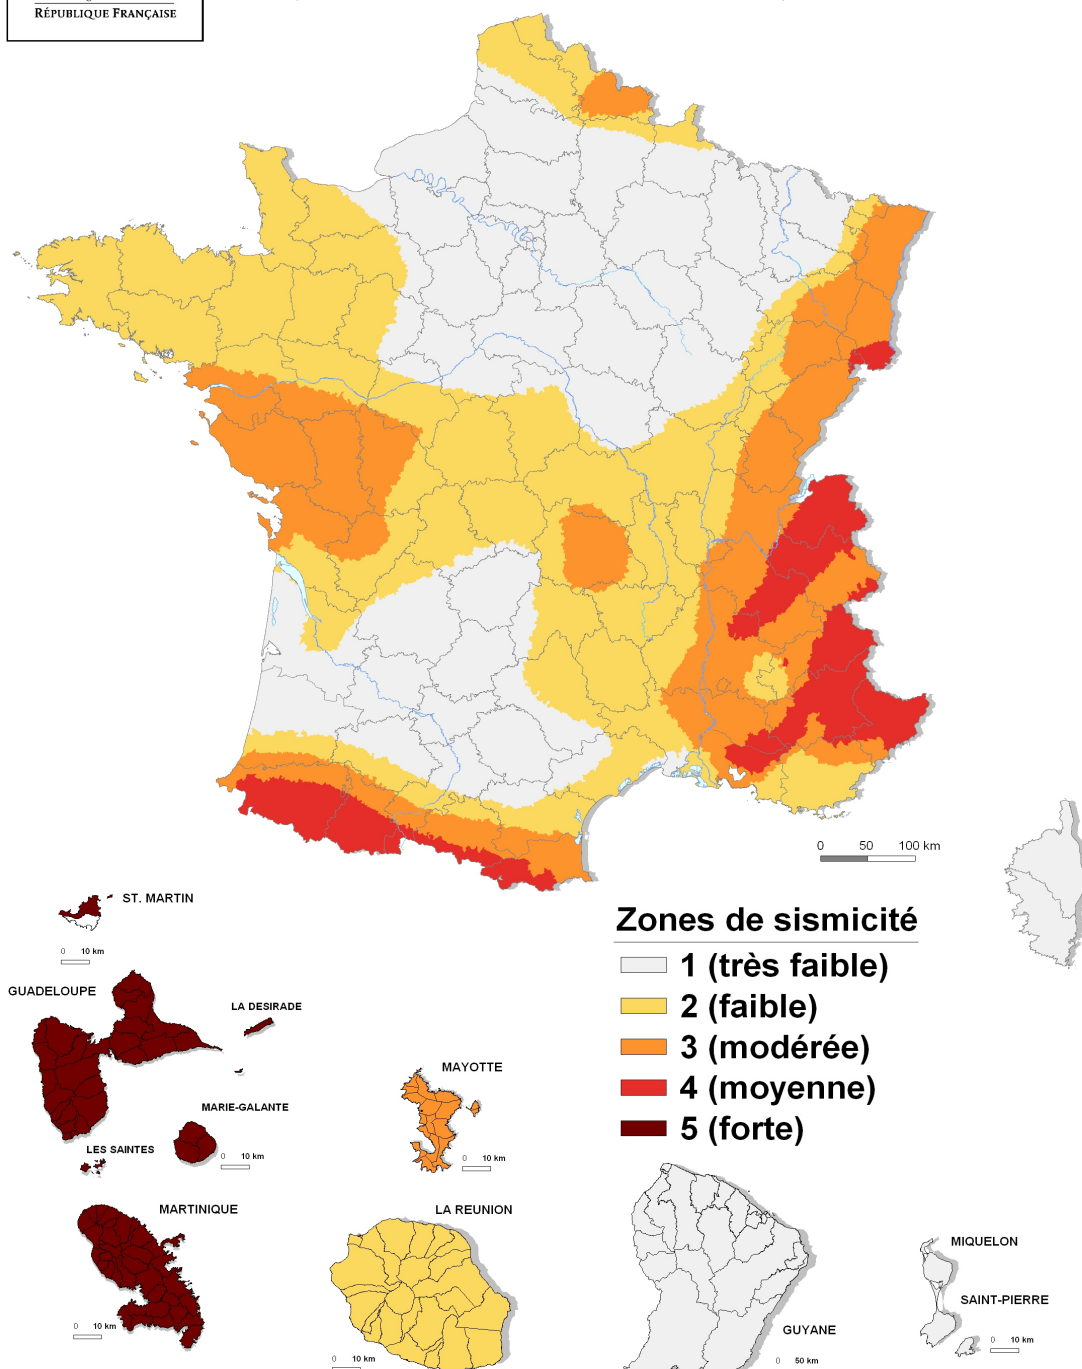 RÉPUBLIQUE FRANÇAISE
0 50 100 km
ST. MARTIN
0 10 km
GUADELOUPE
LA DESIRADE
MARIE-GALANTE
0 10 km
LES SAINTES
MAYOTTE
0 10 km
Zones de sismicité
1 (très faible)
2 (faible)
3 (modérée)
4 (moyenne)
5 (forte)
MARTINIQUE
0 10 km
LA REUNION
0 10 km
GUYANE
0 50 km
MIQUELON
SAINT-PIERRE
0 10 km